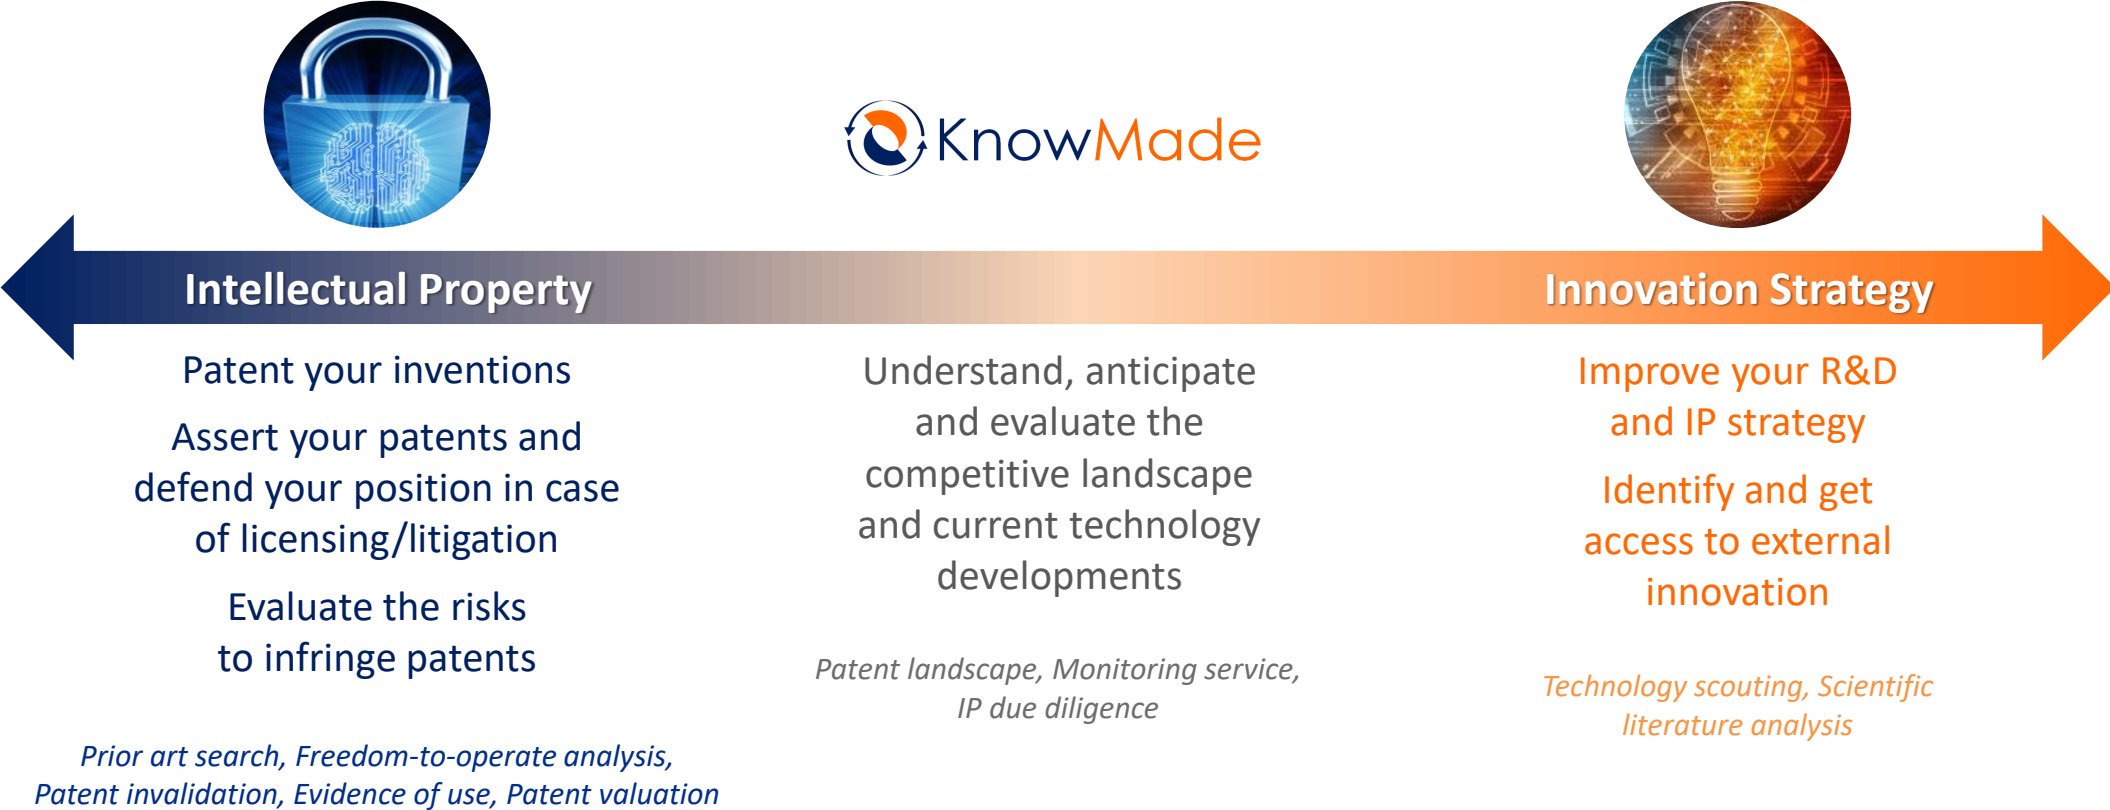 KnowMade
Intellectual Property
Innovation Strategy
Patent your inventions
Assert your patents and
defend your position in case
of licensing/litigation
Evaluate the risks
to infringe patents
Prior art search, Freedom-to-operate analysis,
Patent invalidation, Evidence of use, Patent valuation
Understand, anticipate
and evaluate the
competitive landscape
and current technology
developments
Patent landscape, Monitoring service,
IP due diligence
Improve your R&D
and IP strategy
Identify and get
access to external
innovation
Technology scouting, Scientific
literature analysis